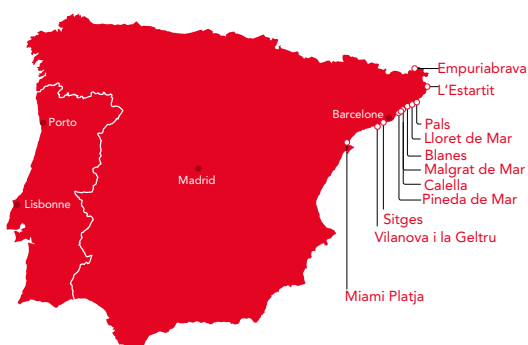 Empuriabrava
L'Estartit
Barcelone
Porto
Pals
Lloret de Mar
Blanes
Malgrat de Mar
Madrid
Calella
Pineda de Mar
Lisbonne
Sitges
Vilanova i la Geltru
Miami Platja